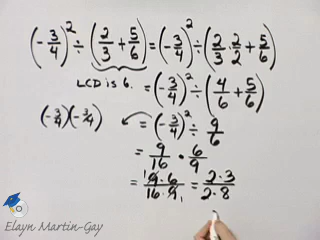 (-3/4)² ÷ (2/3 + 5/6) = (-3/4)² ÷ (2/3 · 2/2 + 5/6)
LCD is 6. = (-3/4)² ÷ (4/6 + 5/6)
(-3/4)(-3/4) = (-3/4)² ÷ 9/6
= 9/16 · 6/9
= 1 9·6 / 16·9 1 = 2·3 / 2·8
Elayn Martin-Gay